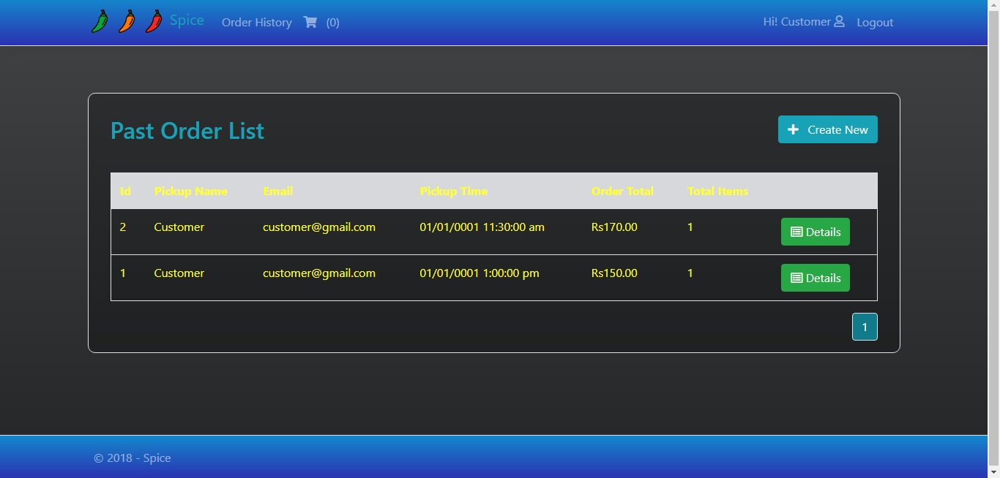 Spice Order History (0) Hi! Customer Logout
Past Order List Create New
Id Pickup Name Email Pickup Time Order Total Total Items
2 Customer customer@gmail.com 01/01/0001 11:30:00 am Rs170.00 1 Details
1 Customer customer@gmail.com 01/01/0001 1:00:00 pm Rs150.00 1 Details
1
© 2018 - Spice